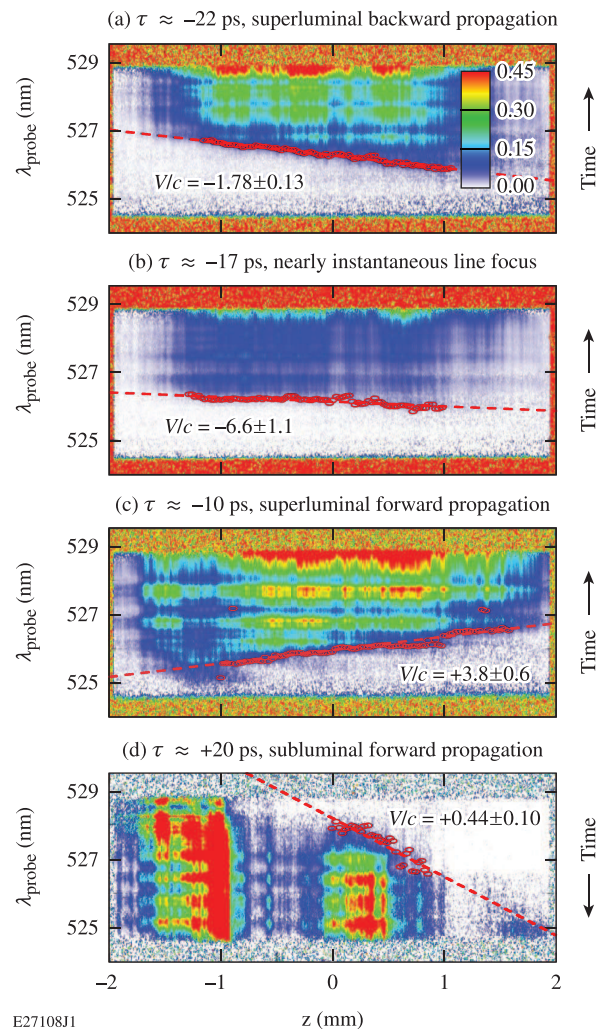 (a) τ ≈ –22 ps, superluminal backward propagation
529
527
525
λprobe (nm)
V/c = –1.78±0.13
0.45
0.30
0.15
0.00
Time
(b) τ ≈ –17 ps, nearly instantaneous line focus
529
527
525
λprobe (nm)
V/c = –6.6±1.1
Time
(c) τ ≈ –10 ps, superluminal forward propagation
529
527
525
λprobe (nm)
V/c = +3.8±0.6
Time
(d) τ ≈ +20 ps, subluminal forward propagation
529
527
525
λprobe (nm)
V/c = +0.44±0.10
Time
–2 –1 0 1 2
z (mm)
E27108J1